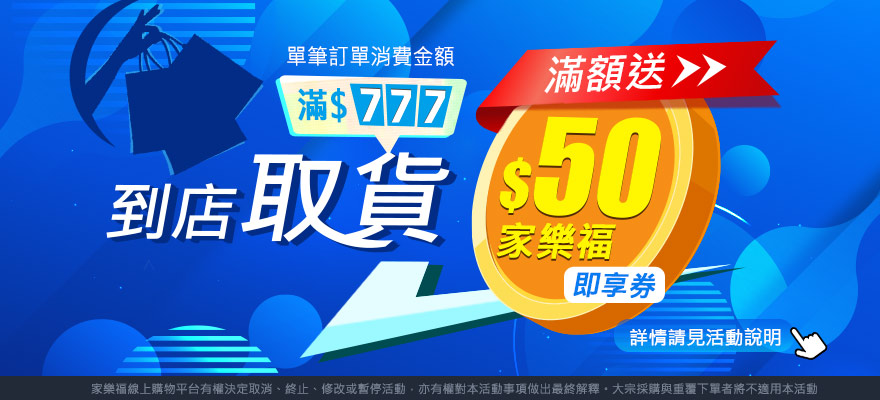 單筆訂單消費金額
滿$777
到店取貨
滿額送
$50
家樂福
即享券
詳情請見活動說明
家樂福線上購物平台有權決定取消、終止、修改或暫停活動，亦有權對本活動事項做出最終解釋。大宗採購與重覆下單者將不適用本活動